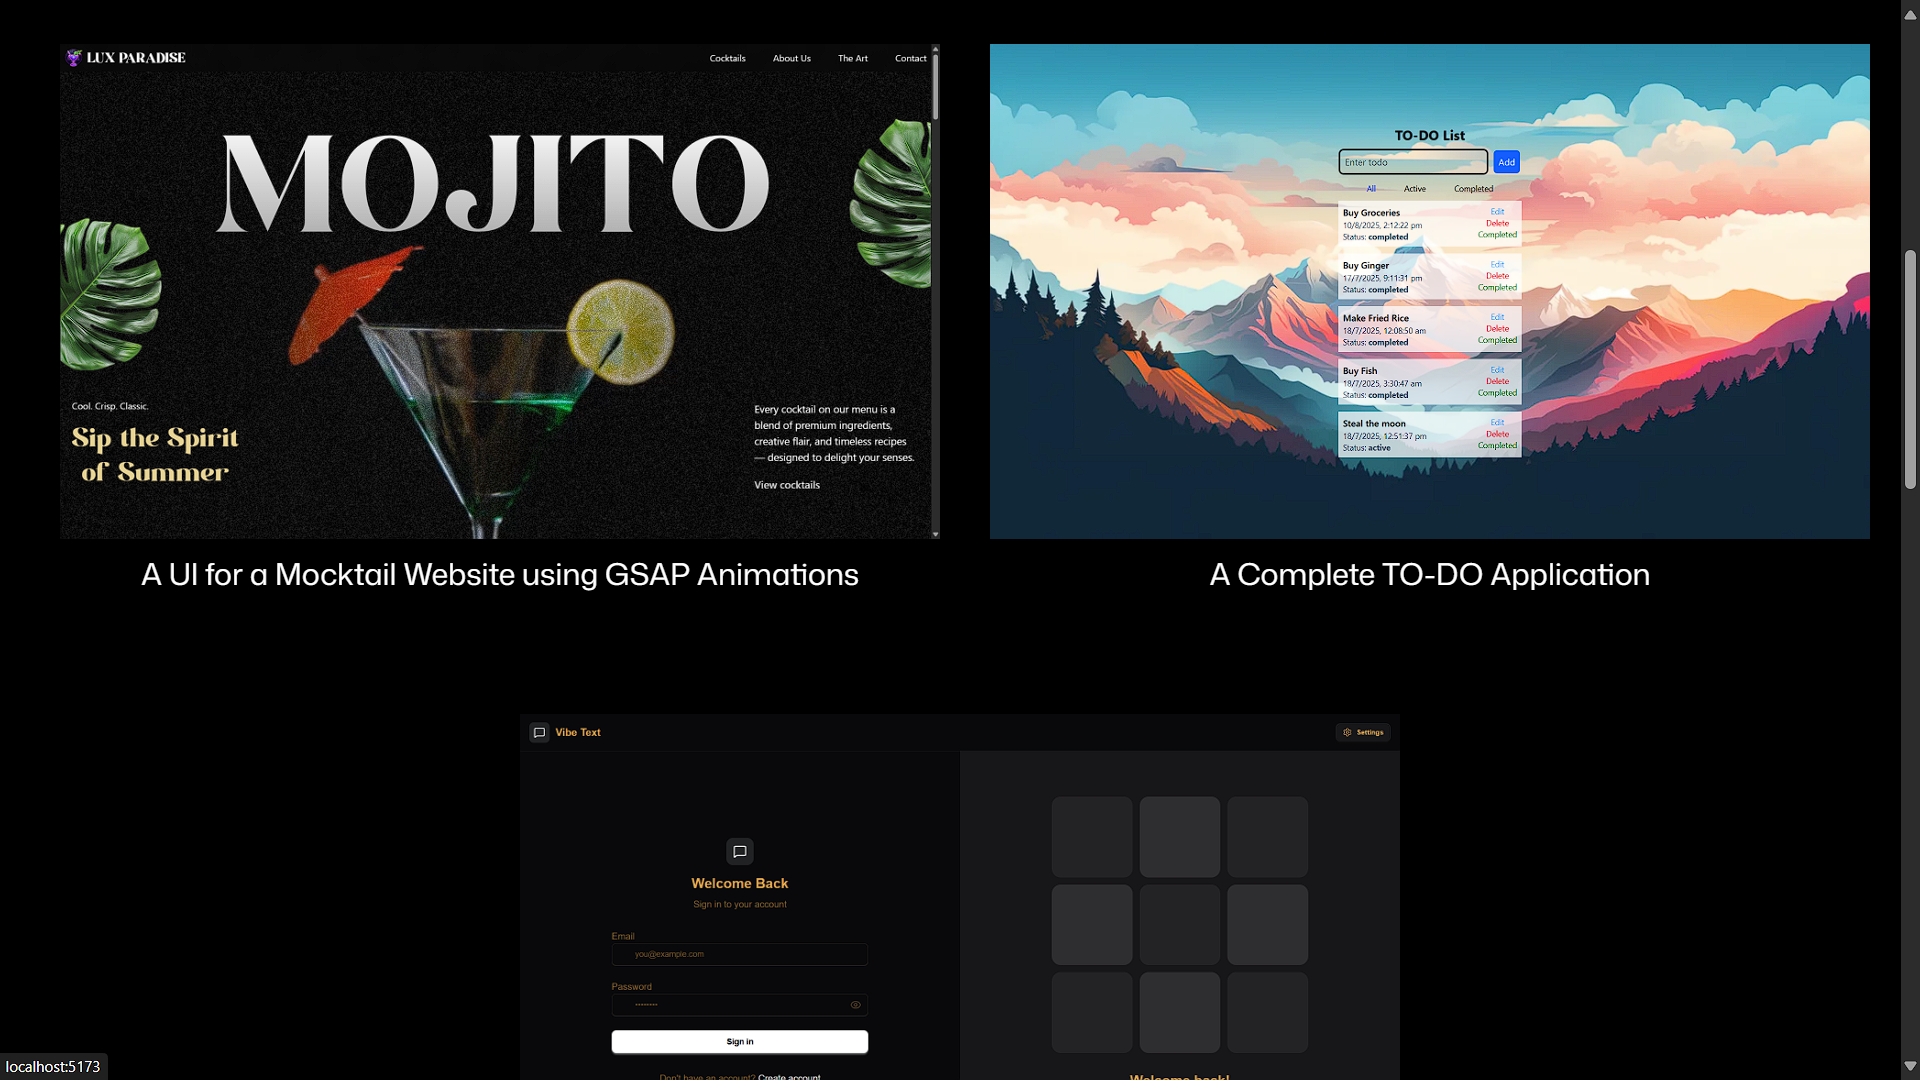 LUX PARADISE
Cocktails About Us The Art Contact
MOJITO
Cool. Crisp. Classic.
Sip the Spirit
of Summer
Every cocktail on our menu is a
blend of premium ingredients,
creative flair, and timeless recipes
— designed to delight your senses.
View cocktails
A UI for a Mocktail Website using GSAP Animations
TO-DO List
Enter todo Add
All Active Completed
Buy Groceries Edit
10/8/2025, 2:12:22 pm Delete
Status: completed Completed
Buy Ginger Edit
17/7/2025, 9:11:31 pm Delete
Status: completed Completed
Make Fried Rice Edit
18/7/2025, 12:08:50 am Delete
Status: completed Completed
Buy Fish Edit
18/7/2025, 3:30:47 am Delete
Status: completed Completed
Steal the moon Edit
18/7/2025, 12:51:37 pm Delete
Status: active Completed
A Complete TO-DO Application
Vibe Text Settings
Welcome Back
Sign in to your account
Email
you@example.com
Password
Sign in
Don't have an account? Create account
Welcome back!
localhost:5173